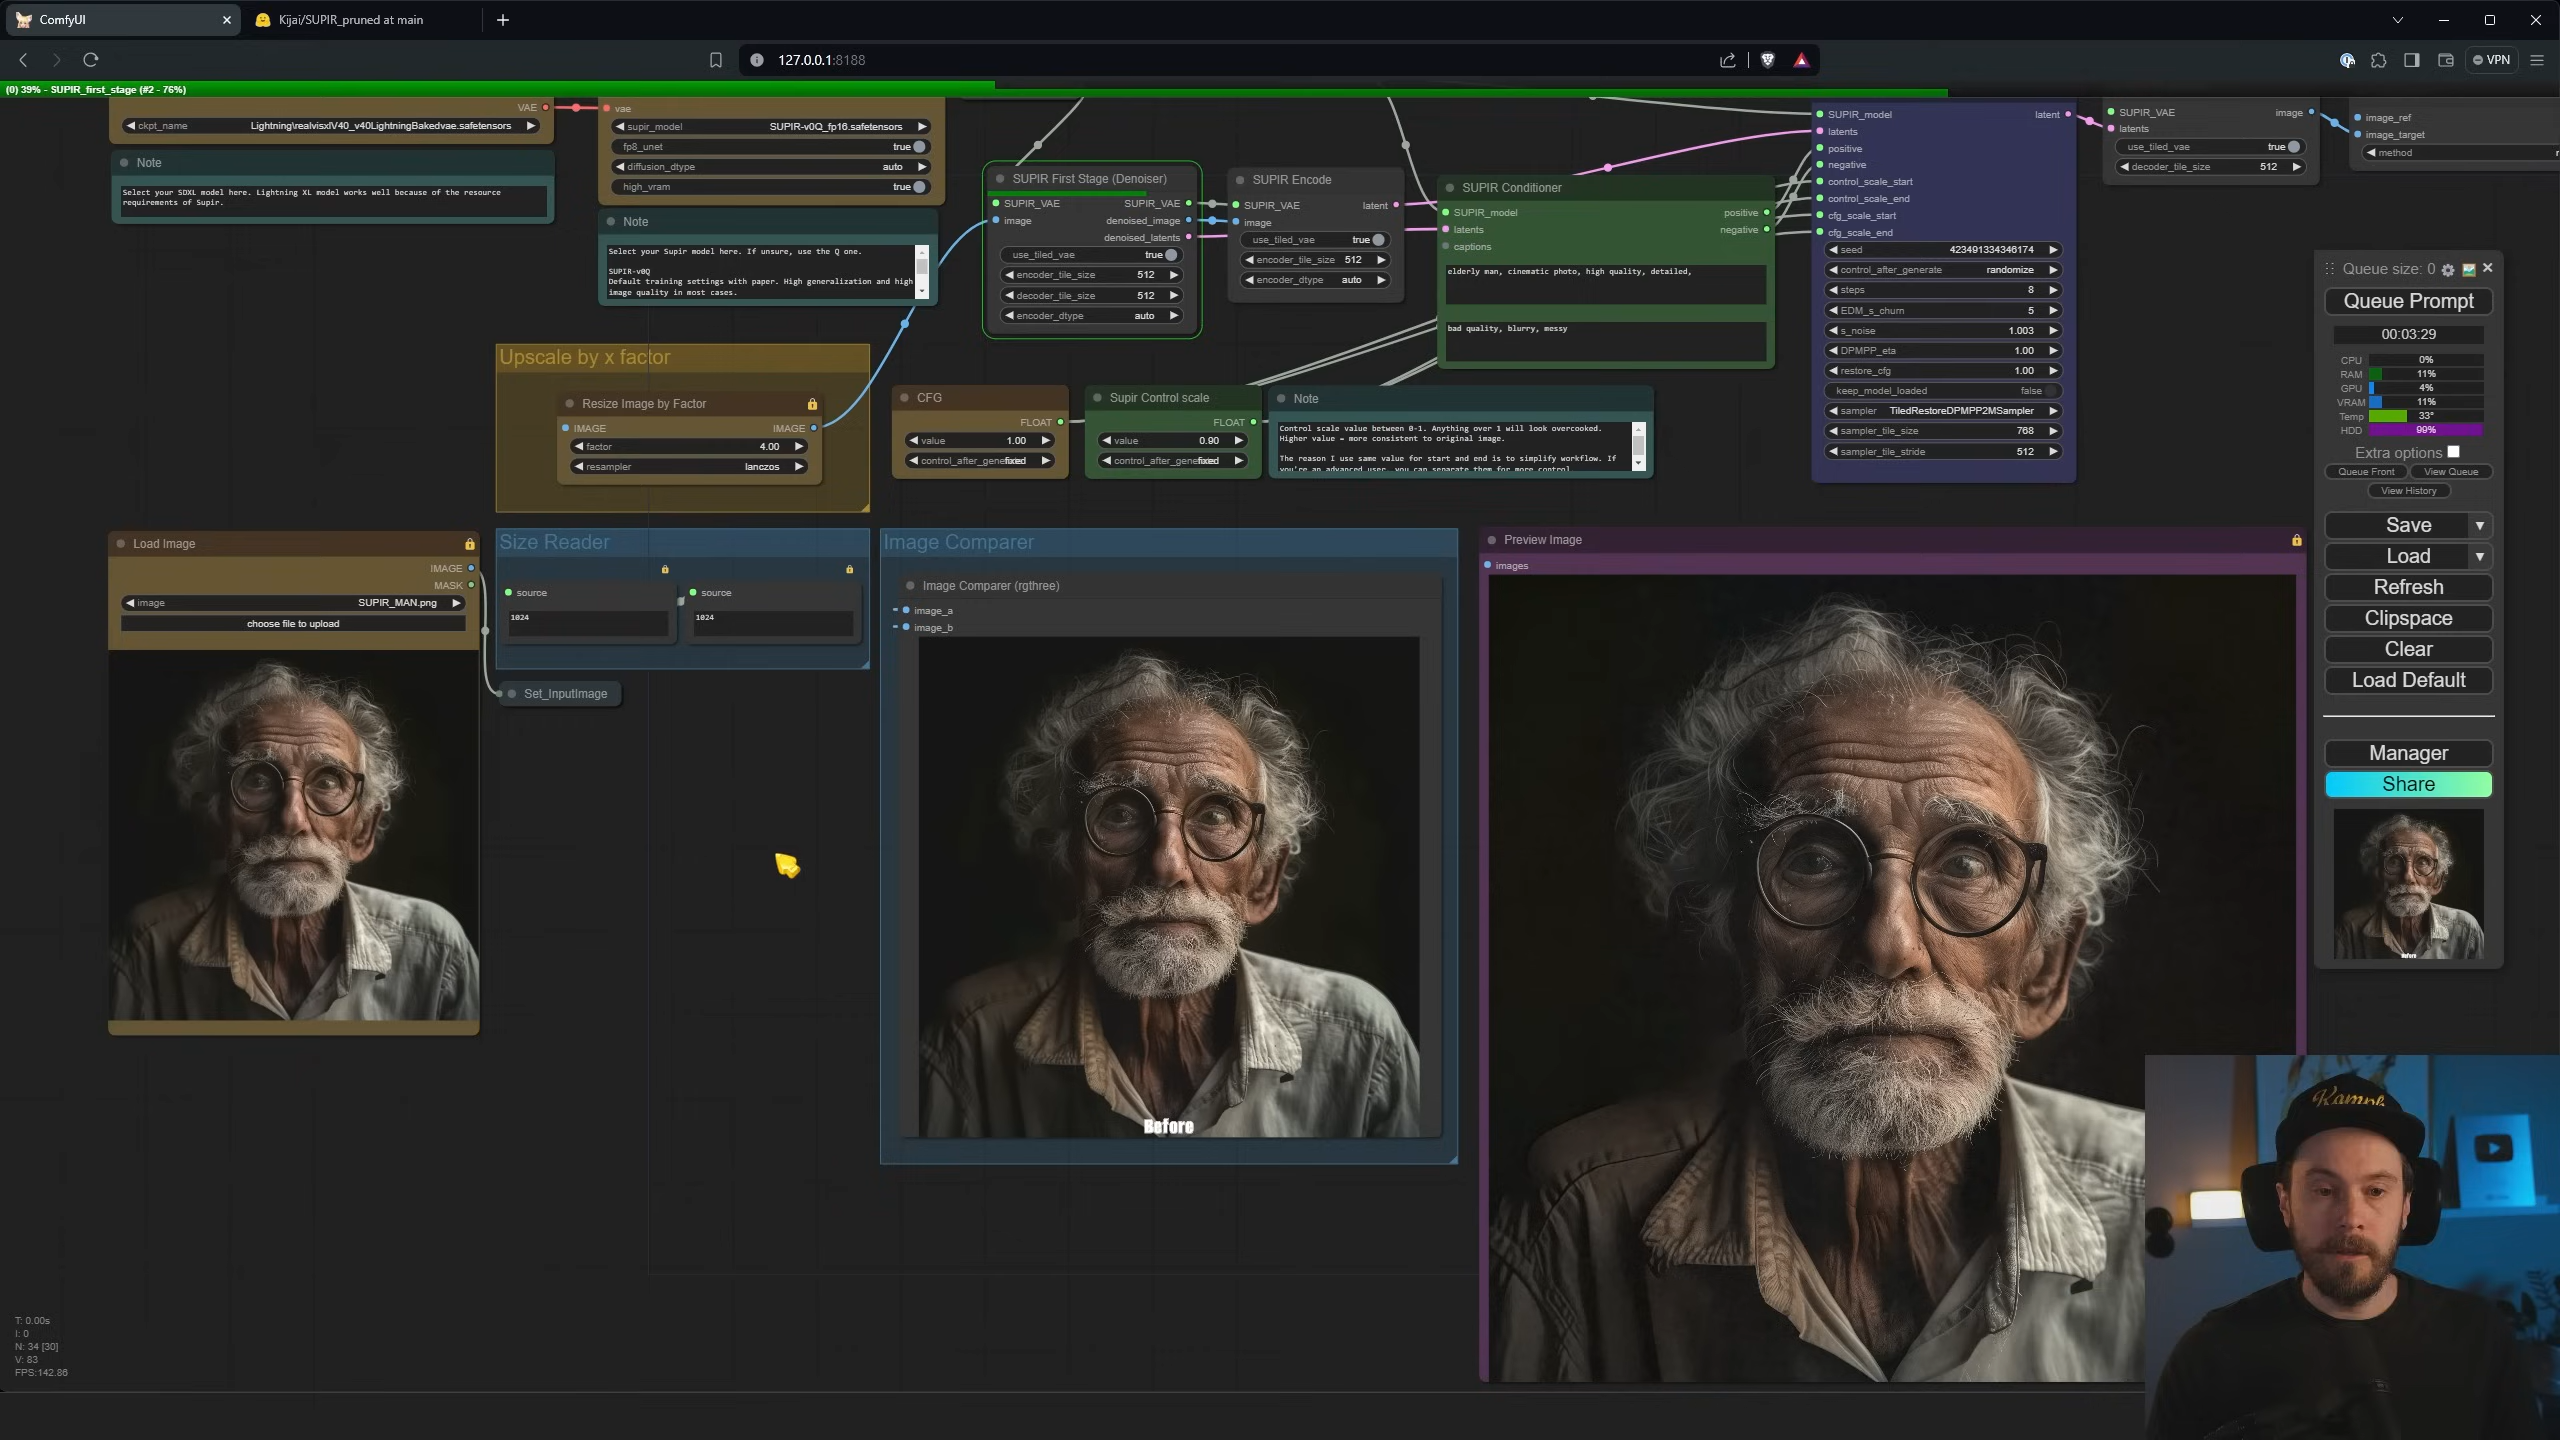 ComfyUI
Kijai/SUPIR_pruned at main
127.0.0.1:8188
VPN
(0) 39% - SUPIR_first_stage (#2 - 76%)
VAE
ckpt_name
Lightning\realvisxlV40_v40LightningBakedvae.safetensors
Note
Select your SDXL model here. Lightning XL model works well because of the resource
requirements of Supir.
vae
supir_model SUPIR-v0Q_fp16.safetensors
fp8_unet true
diffusion_dtype auto
high_vram true
Note
Select your Supir model here. If unsure, use the Q one.
SUPIR-v0Q
Default training settings with paper. High generalization and high
image quality in most cases.
SUPIR First Stage (Denoiser)
SUPIR_VAE SUPIR_VAE
image denoised_image
denoised_latents
use_tiled_vae true
encoder_tile_size 512
decoder_tile_size 512
encoder_dtype auto
SUPIR Encode
SUPIR_VAE latent
image
use_tiled_vae true
encoder_tile_size 512
encoder_dtype auto
SUPIR Conditioner
SUPIR_model positive
latents negative
captions
elderly man, cinematic photo, high quality, detailed,
bad quality, blurry, messy
SUPIR_model latent
latents
positive
negative
control_scale_start
control_scale_end
cfg_scale_start
cfg_scale_end
seed 423491334346174
control_after_generate randomize
steps 8
EDM_s_churn 5
s_noise 1.003
DPMPP_eta 1.00
restore_cfg 1.00
keep_model_loaded false
sampler TiledRestoreDPMPP2MSampler
sampler_tile_size 768
sampler_tile_stride 512
SUPIR_VAE image
latents
use_tiled_vae true
decoder_tile_size 512
image_ref
image_target
method
Upscale by x factor
Resize Image by Factor
IMAGE IMAGE
factor 4.00
resampler lanczos
CFG
FLOAT
value 1.00
fixed
Supir Control scale
FLOAT
value 0.90
fixed
Note
Control scale value between 0-1. Anything over 1 will look overcooked.
Higher value = more consistent to original image.
The reason I use same value for start and end is to simplify workflow. If
you're an advanced user, you can separate them for more control
Load Image
IMAGE
MASK
image SUPIR_MAN.png
choose file to upload
Size Reader
source
1024
source
1024
Set_InputImage
Image Comparer
Image Comparer (rgthree)
image_a
image_b
Before
Preview Image
images
Queue size: 0
Queue Prompt
00:03:29
CPU 0%
RAM 11%
GPU 4%
VRAM 11%
Temp 33°
HDD 99%
Extra options
Queue Front View Queue
View History
Save
Load
Refresh
Clipspace
Clear
Load Default
Manager
Share
Before
T: 0.00s
I: 0
N: 34 [30]
V: 83
FPS:142.86